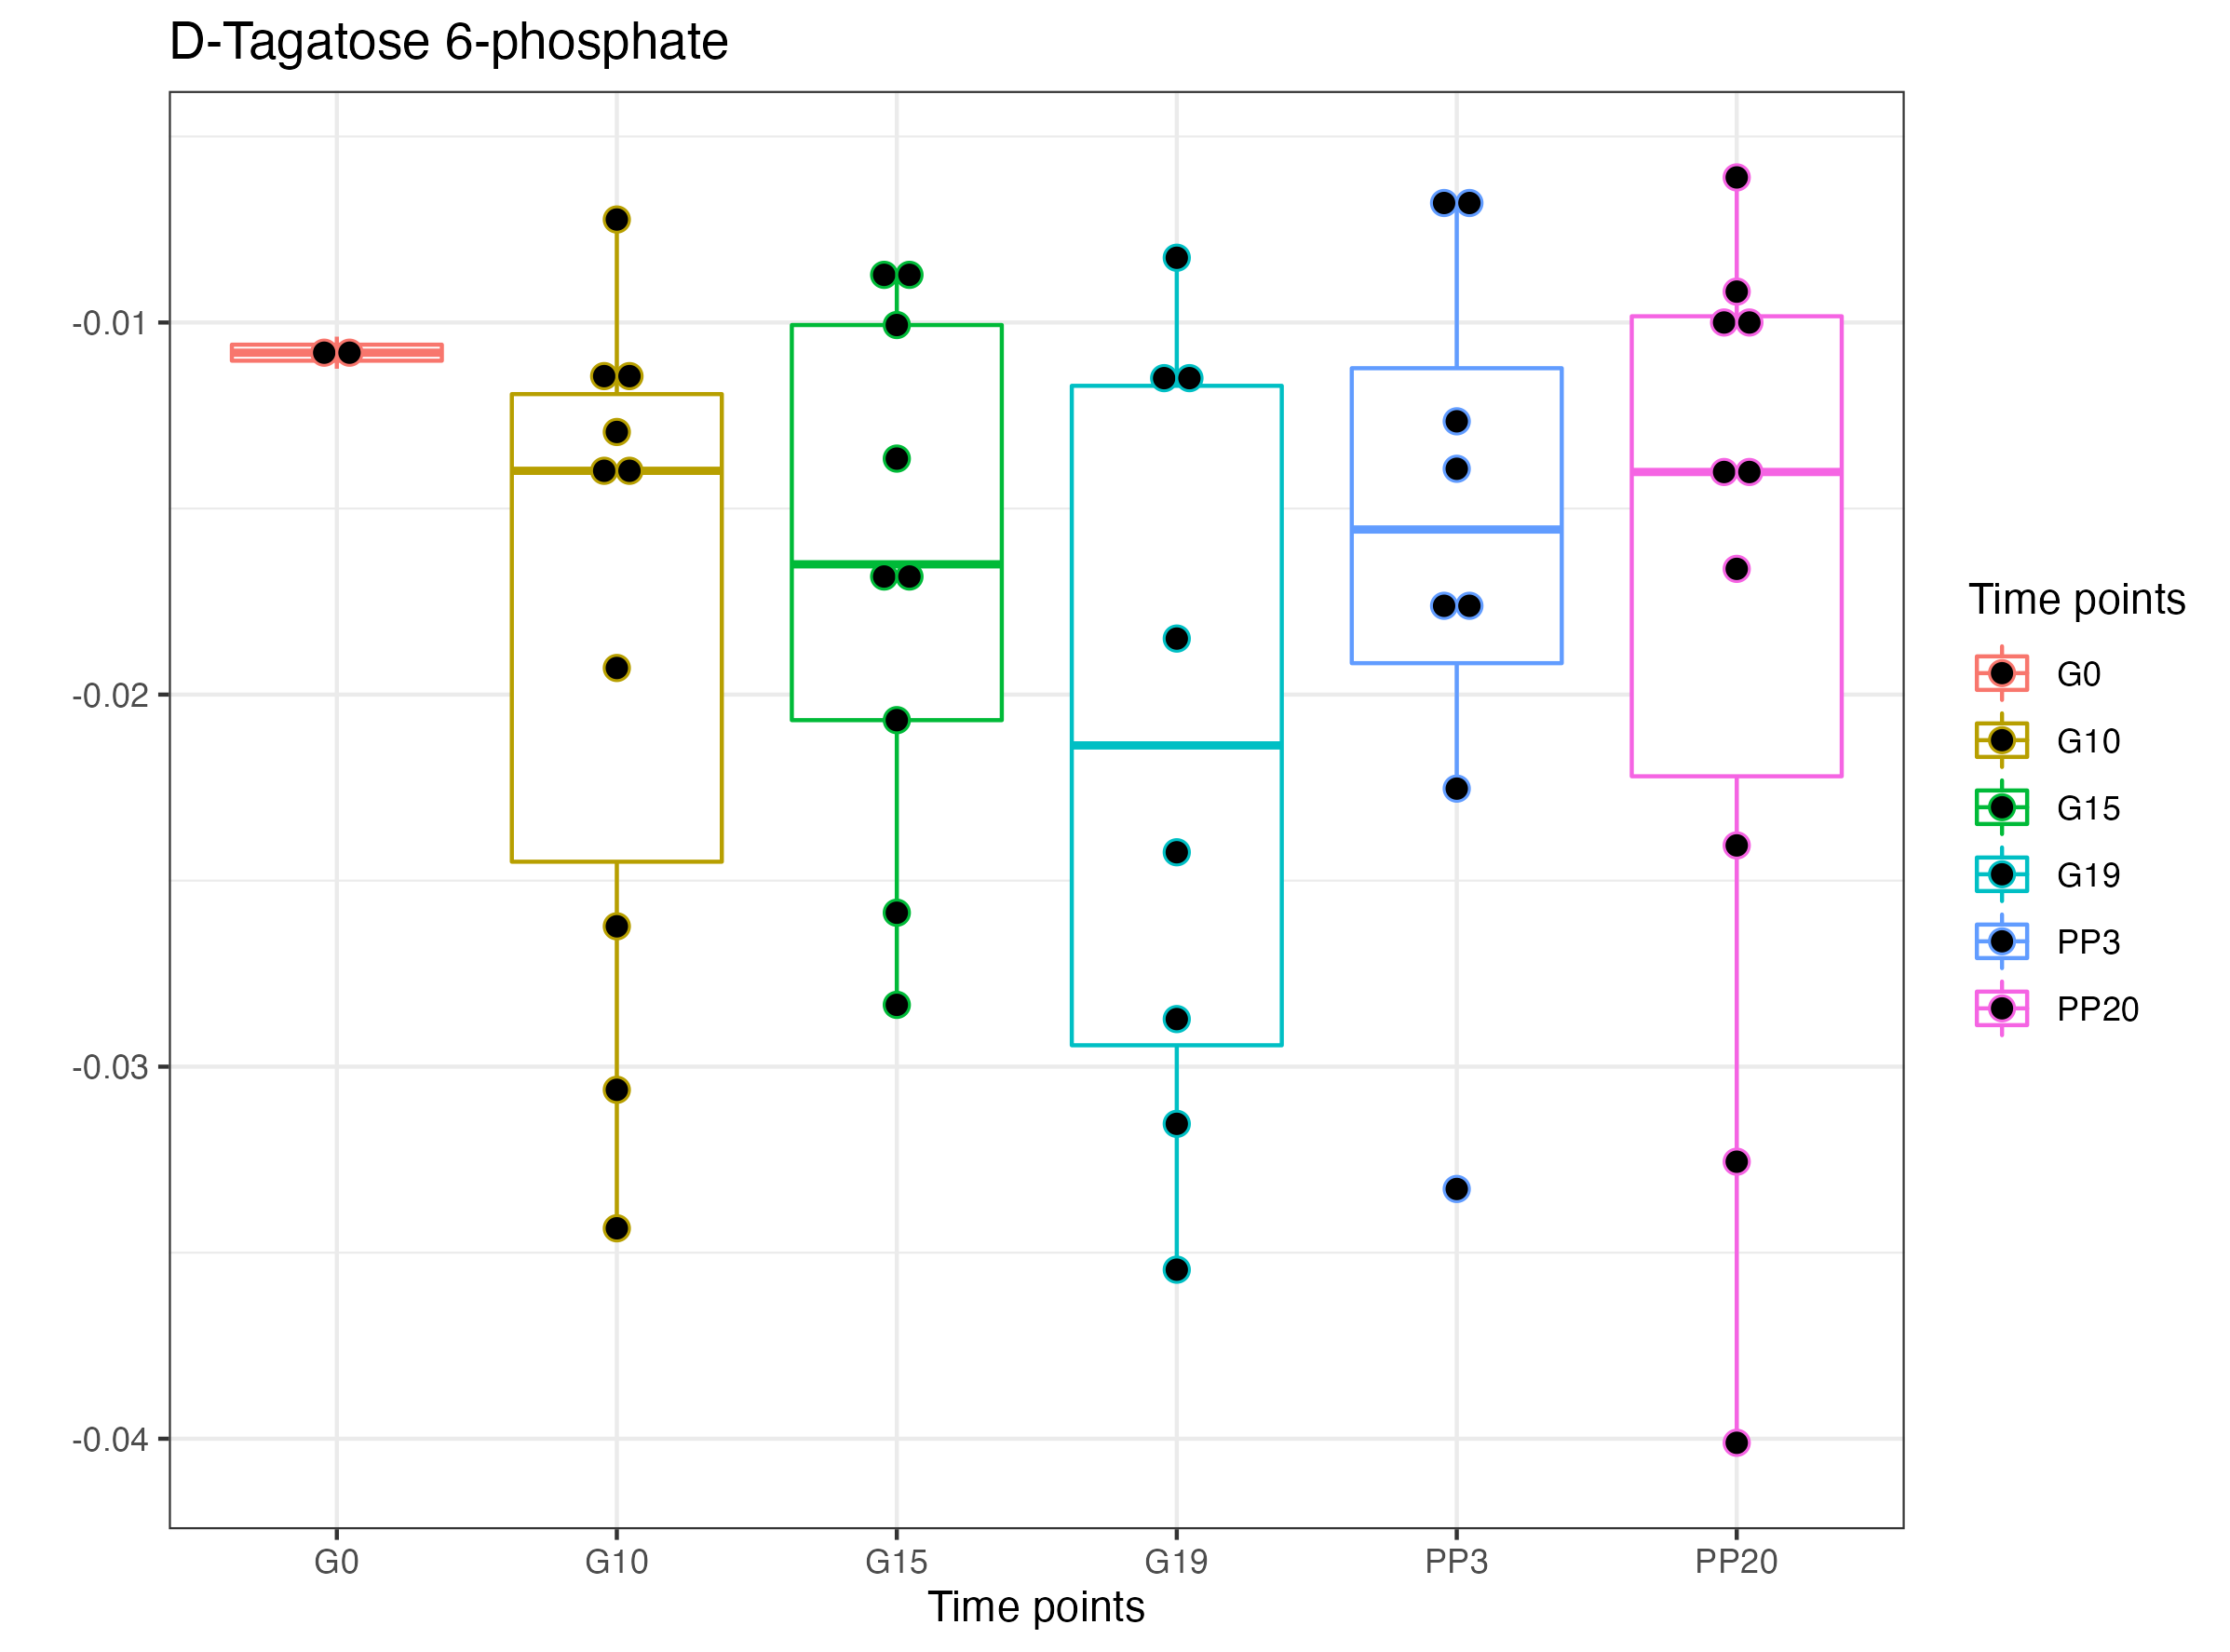 D-Tagatose 6-phosphate
-0.01
-0.02
-0.03
-0.04
G0 G10 G15 G19 PP3 PP20
Time points
Time points
G0
G10
G15
G19
PP3
PP20